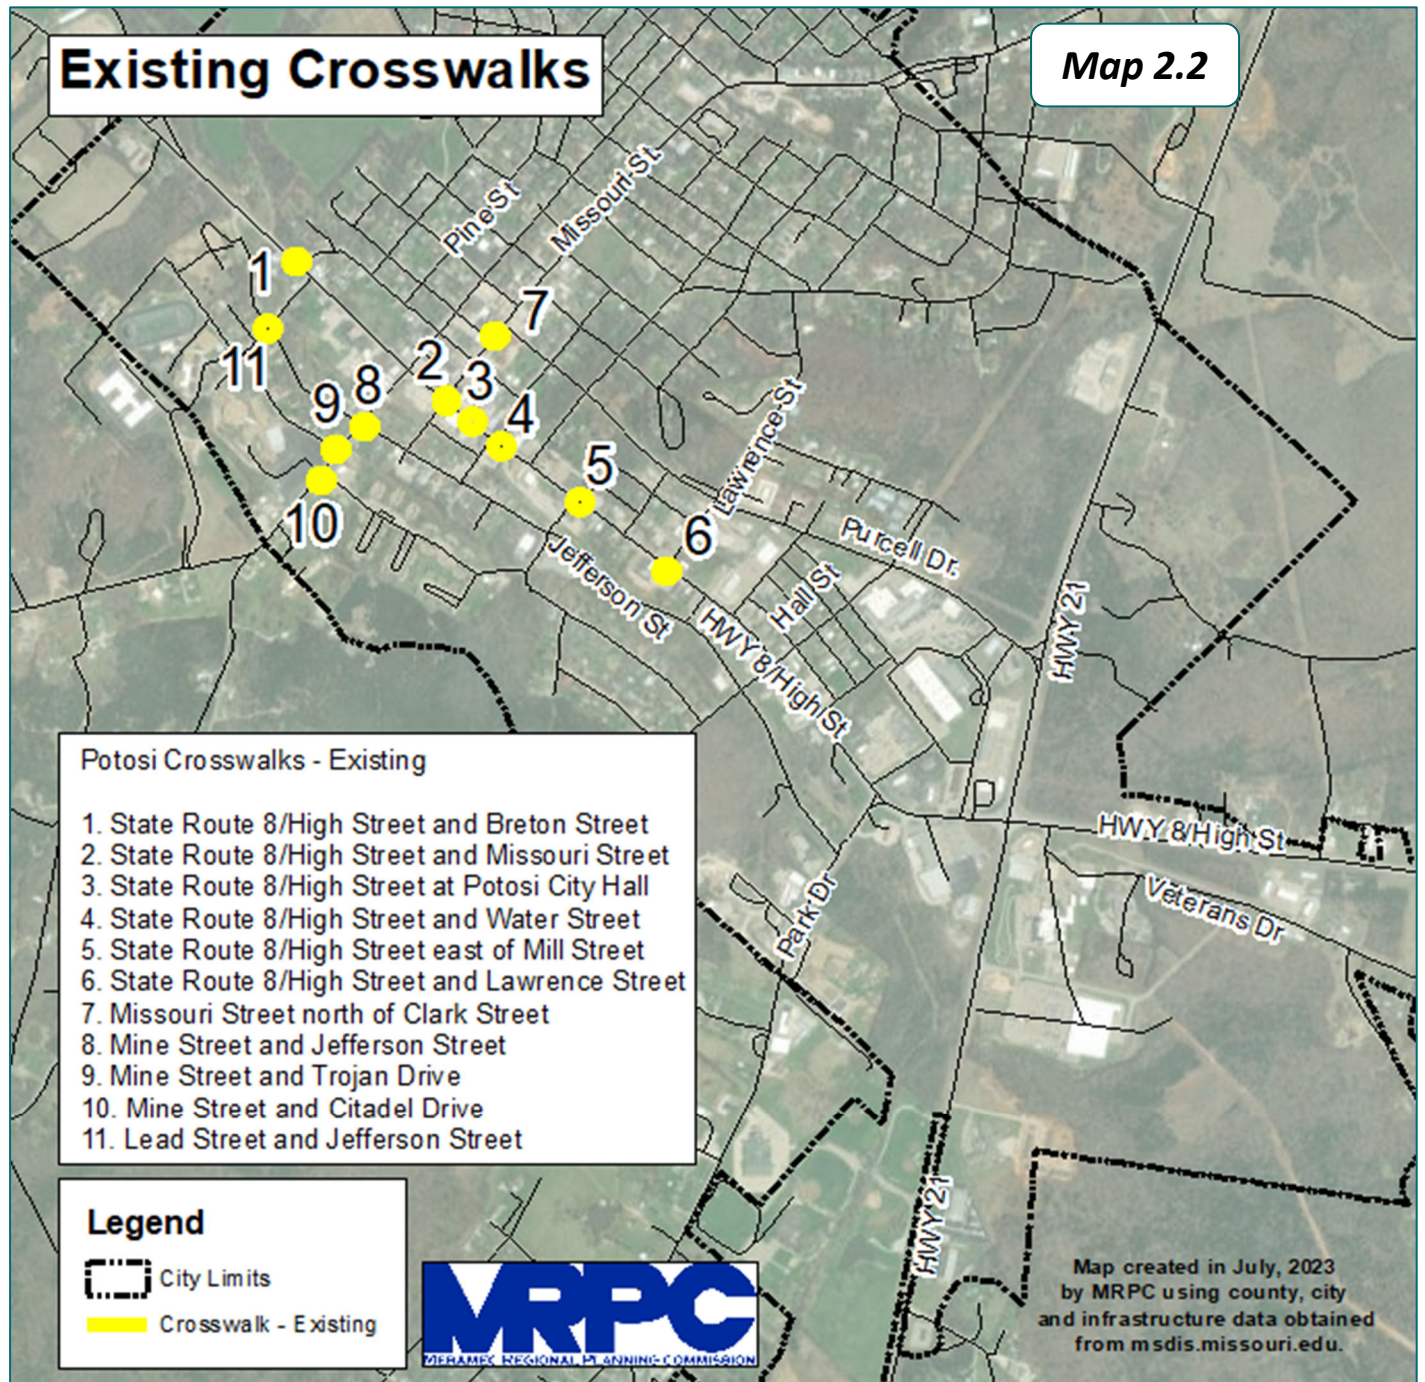 Existing Crosswalks
Map 2.2
Pine St
Missouri St.
1
7
11
2
3
8
9
4
5
10
6
Lawrence St
Purcell Dr.
Jefferson St
Hall St
HWY 21
HWY 8/High St
HWY 8/High St
Veterans Dr
Park Dr
HWY 21
Potosi Crosswalks - Existing
1. State Route 8/High Street and Breton Street
2. State Route 8/High Street and Missouri Street
3. State Route 8/High Street at Potosi City Hall
4. State Route 8/High Street and Water Street
5. State Route 8/High Street east of Mill Street
6. State Route 8/High Street and Lawrence Street
7. Missouri Street north of Clark Street
8. Mine Street and Jefferson Street
9. Mine Street and Trojan Drive
10. Mine Street and Citadel Drive
11. Lead Street and Jefferson Street
Legend
City Limits
Crosswalk - Existing
MRPC
MERAMEC REGIONAL PLANNING COMMISSION
Map created in July, 2023
by MRPC using county, city
and infrastructure data obtained
from msdis.missouri.edu.